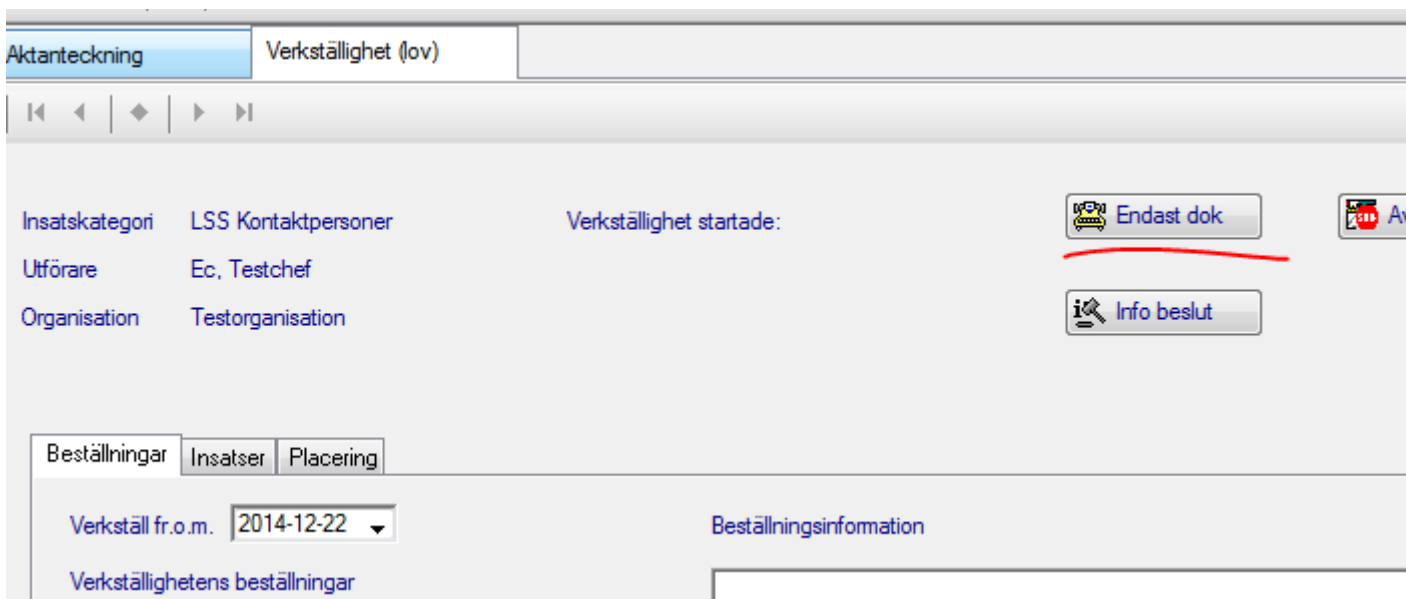 Aktanteckning Verkställighet (lov)
Insatskategori LSS Kontaktpersoner Verkställighet startade: Endast dok
Utförare Ec, Testchef
Organisation Testorganisation Info beslut
Beställningar Insatser Placering
Verkställ fr.o.m. 2014-12-22 Beställningsinformation
Verkställighetens beställningar